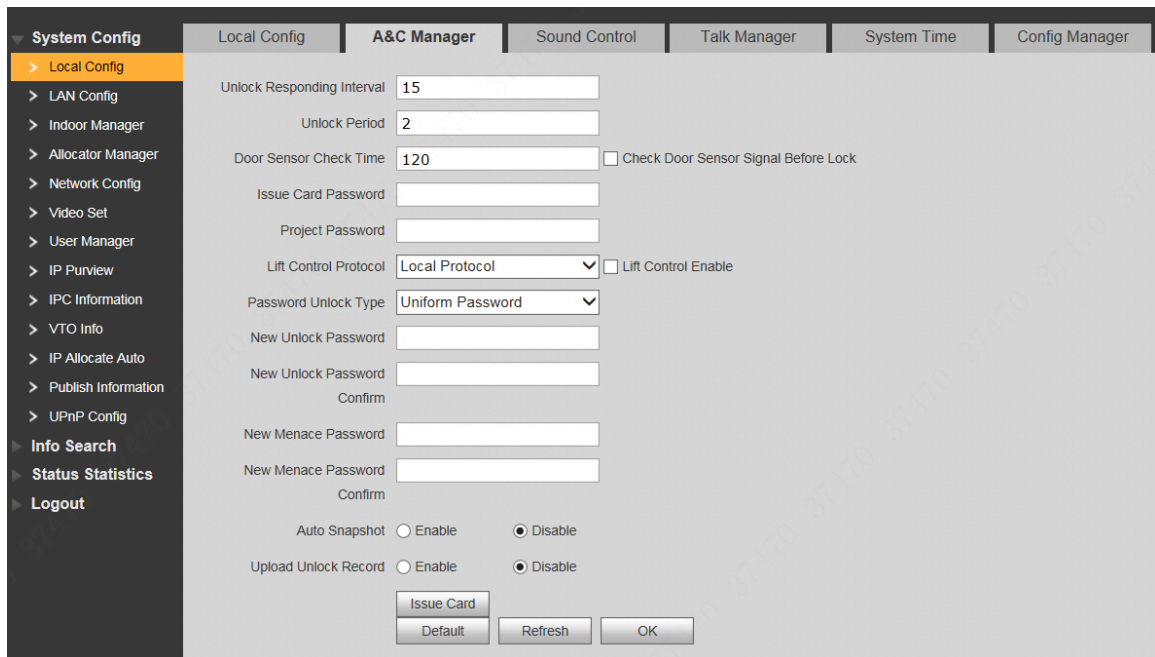 System Config
Local Config
LAN Config
Indoor Manager
Allocator Manager
Network Config
Video Set
User Manager
IP Purview
IPC Information
VTO Info
IP Allocate Auto
Publish Information
UPnP Config
Info Search
Status Statistics
Logout
Local Config A&C Manager Sound Control Talk Manager System Time Config Manager
Unlock Responding Interval 15
Unlock Period 2
Door Sensor Check Time 120 Check Door Sensor Signal Before Lock
Issue Card Password
Project Password
Lift Control Protocol Local Protocol Lift Control Enable
Password Unlock Type Uniform Password
New Unlock Password
New Unlock Password
Confirm
New Menace Password
New Menace Password
Confirm
Auto Snapshot Enable Disable
Upload Unlock Record Enable Disable
Issue Card
Default Refresh OK